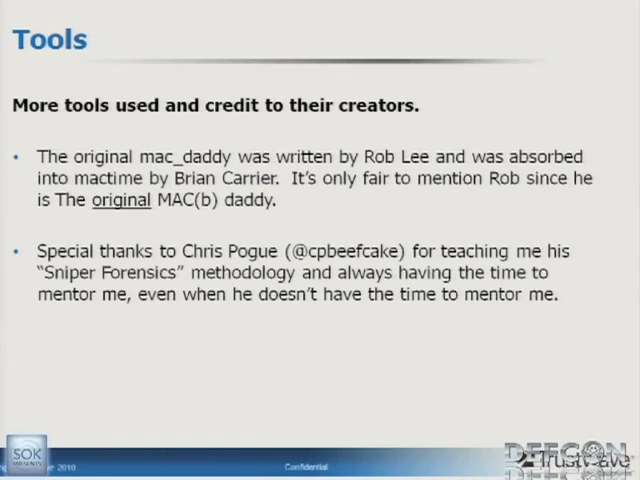 Tools
More tools used and credit to their creators.
• The original mac_daddy was written by Rob Lee and was absorbed
into mactime by Brian Carrier. It's only fair to mention Rob since he
is The original MAC(b) daddy.
• Special thanks to Chris Pogue (@cpbeefcake) for teaching me his
“Sniper Forensics” methodology and always having the time to
mentor me, even when he doesn't have the time to mentor me.
SOK
2010
Confidential
DEFCON
Trustwave